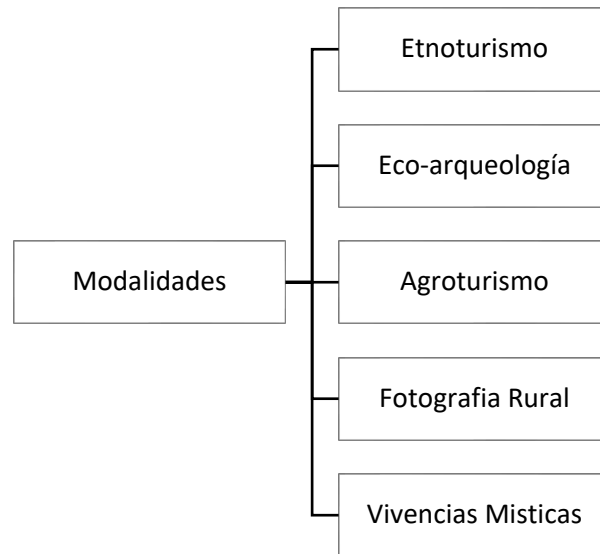 Modalidades
Etnoturismo
Eco-arqueología
Agroturismo
Fotografia Rural
Vivencias Misticas